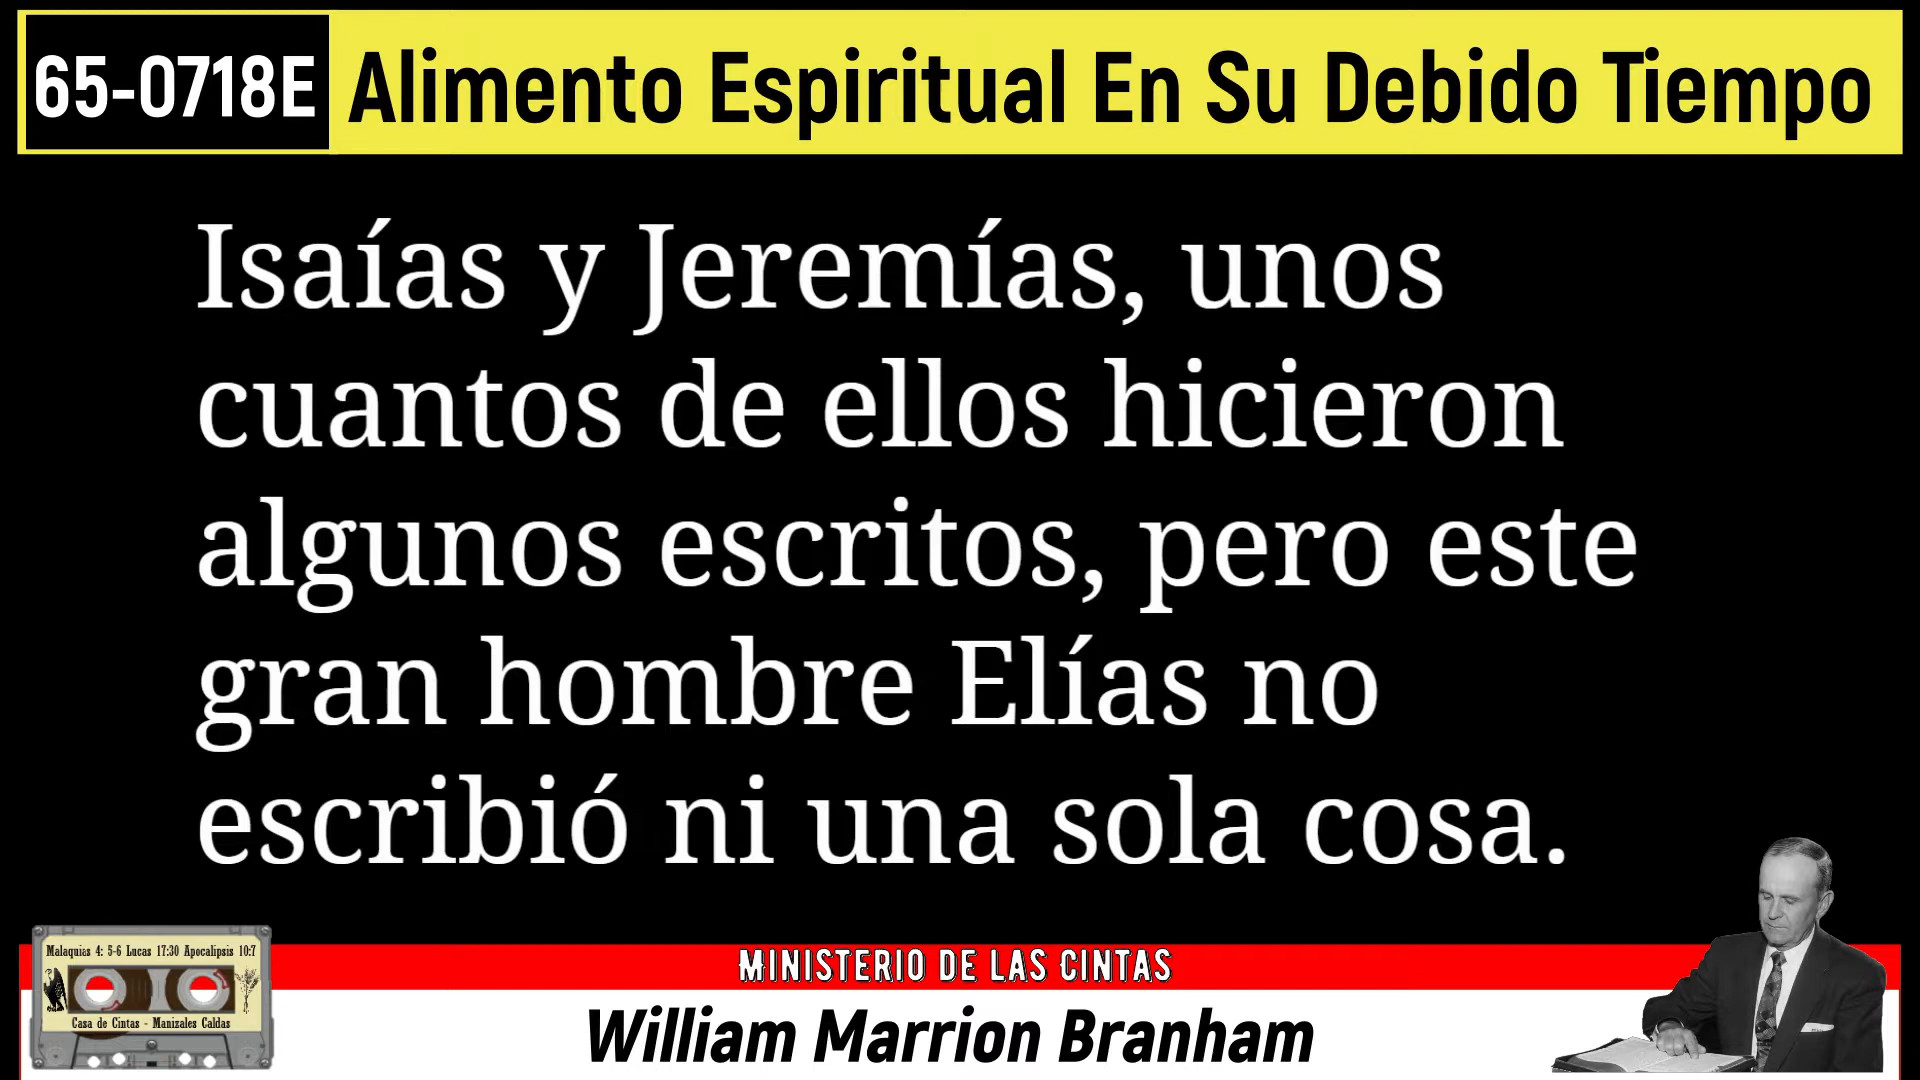 65-0718E Alimento Espiritual En Su Debido Tiempo
Isaías y Jeremías, unos
cuantos de ellos hicieron
algunos escritos, pero este
gran hombre Elías no
escribió ni una sola cosa.
Malaquias 4: 5-6 Lucas 17:30 Apocalipsis 10:7
Casa de Cintas - Manizales Caldas
MINISTERIO DE LAS CINTAS
William Marrion Branham